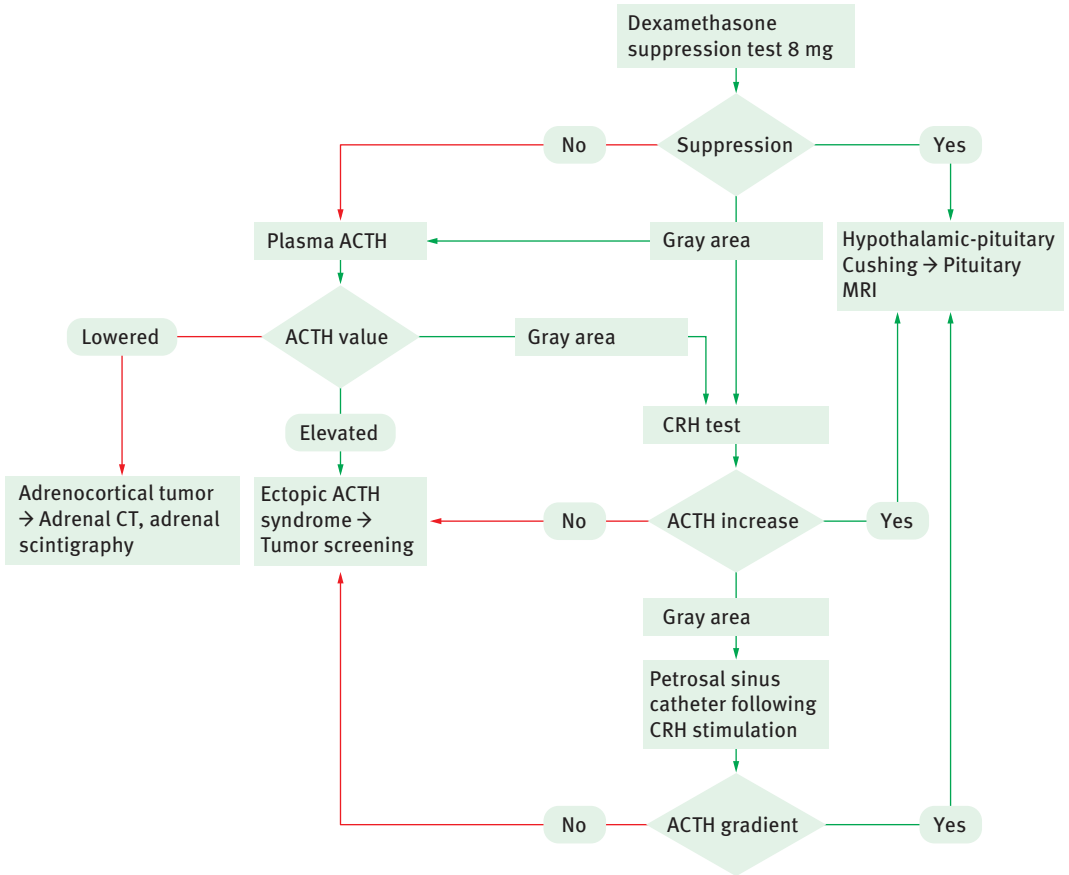 Dexamethasone
suppression test 8 mg
No
Suppression
Yes
Plasma ACTH
Gray area
Hypothalamic-pituitary
Cushing → Pituitary
MRI
Lowered
ACTH value
Gray area
Elevated
CRH test
Adrenocortical tumor
→ Adrenal CT, adrenal
scintigraphy
Ectopic ACTH
syndrome →
Tumor screening
No
ACTH increase
Yes
Gray area
Petrosal sinus
catheter following
CRH stimulation
No
ACTH gradient
Yes